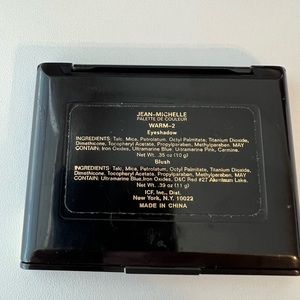 JEAN-MICHELLE
PALETTE DE COULEUR
WARM-2
Eyeshadow
INGREDIENTS: Talc, Mica, Petrolatum, Octyl Palmitate, Titanium Dioxide,
Dimethicone, Tocopheryl Acetate, Propylparaben, Methylparaben. MAY
CONTAIN: Iron Oxides, Ultramarine Blue, Ultramarine Pink, Carmine.
Net Wt. .35 oz (10 g)
Blush
INGREDIENTS: Talc, Mica, Petrolatum, Octyl Palmitate, Titanium Dioxide,
Dimethicone, Tocopheryl Acetate, Propylparaben, Methylparaben. MAY
CONTAIN: Ultramarine Blue, Iron Oxides, D&C Red #27 Aluminum Lake.
Net Wt. .39 oz (11 g)
ICF. Inc., Dist.
New York, N.Y. 10022
MADE IN CHINA